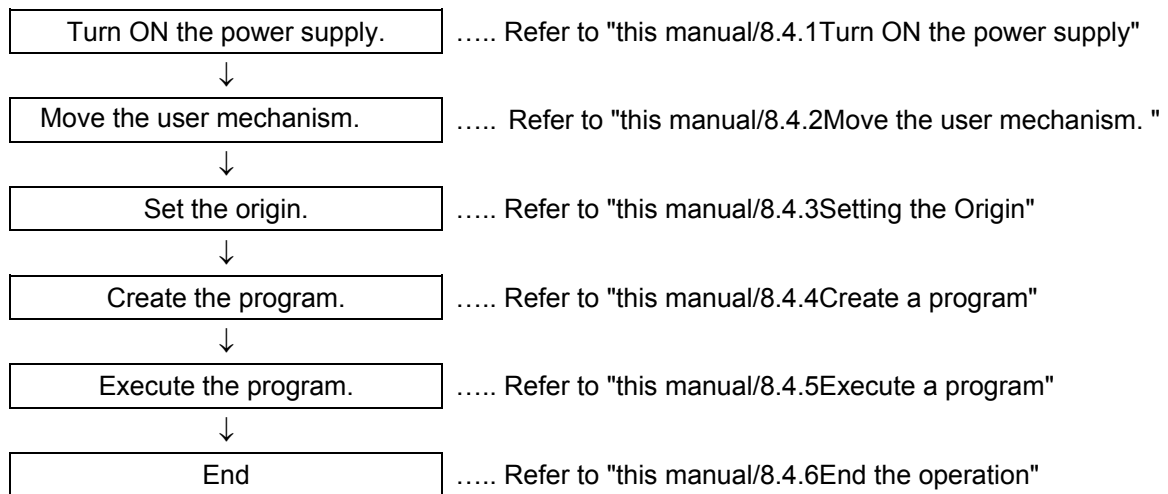 Turn ON the power supply. ….. Refer to "this manual/8.4.1Turn ON the power supply"
↓
Move the user mechanism. ….. Refer to "this manual/8.4.2Move the user mechanism. "
↓
Set the origin. ….. Refer to "this manual/8.4.3Setting the Origin"
↓
Create the program. ….. Refer to "this manual/8.4.4Create a program"
↓
Execute the program. ….. Refer to "this manual/8.4.5Execute a program"
↓
End ….. Refer to "this manual/8.4.6End the operation"